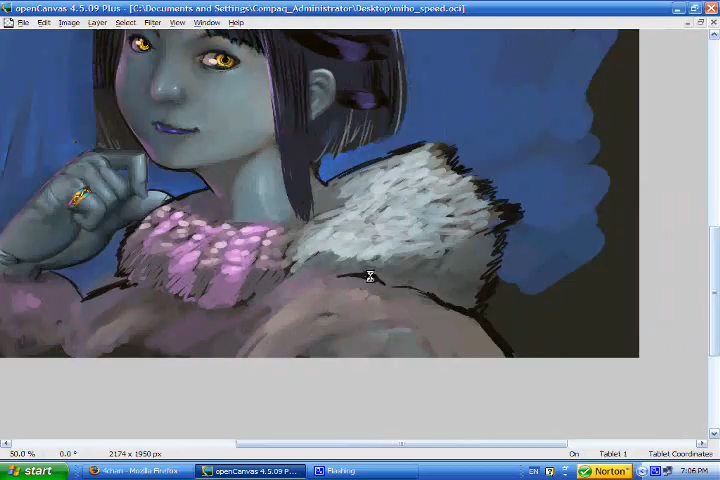 openCanvas 4.5.09 Plus - [C:\Documents and Settings\Compaq_Administrator\Desktop\miho_speed.oci]
File Edit Image Layer Select Filter View Window Help
50.0 % 0.0 ° 2174 x 1950 px On Tablet 1 Tablet Coordinates
start 4chan - Mozilla Firefox openCanvas 4.5.09 P... Flashing EN Norton 7:06 PM